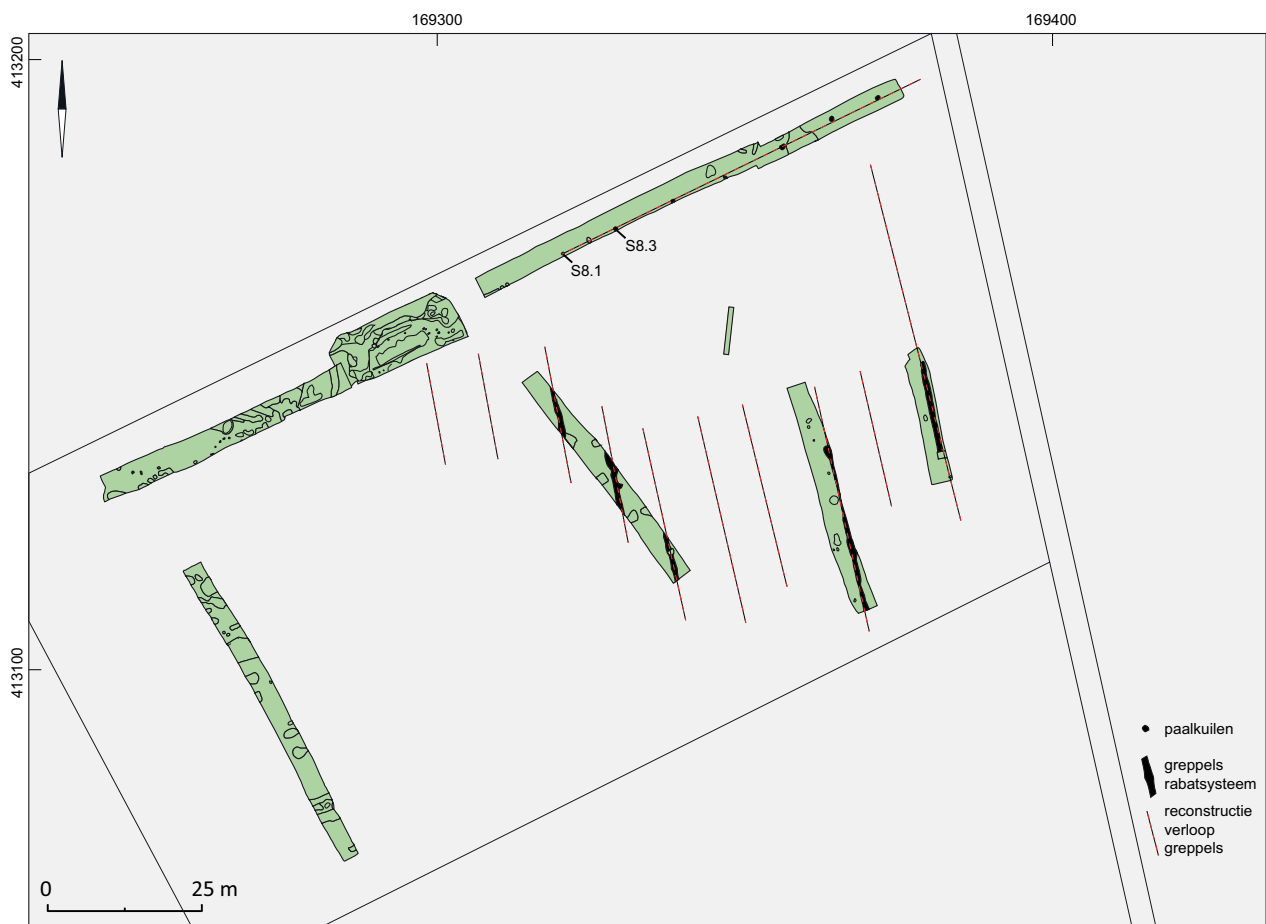 169300
169400
413200
S8.3
S8.1
413100
paalkuilen
greppels
rabatsysteem
reconstructie
verloop
greppels
0
25 m